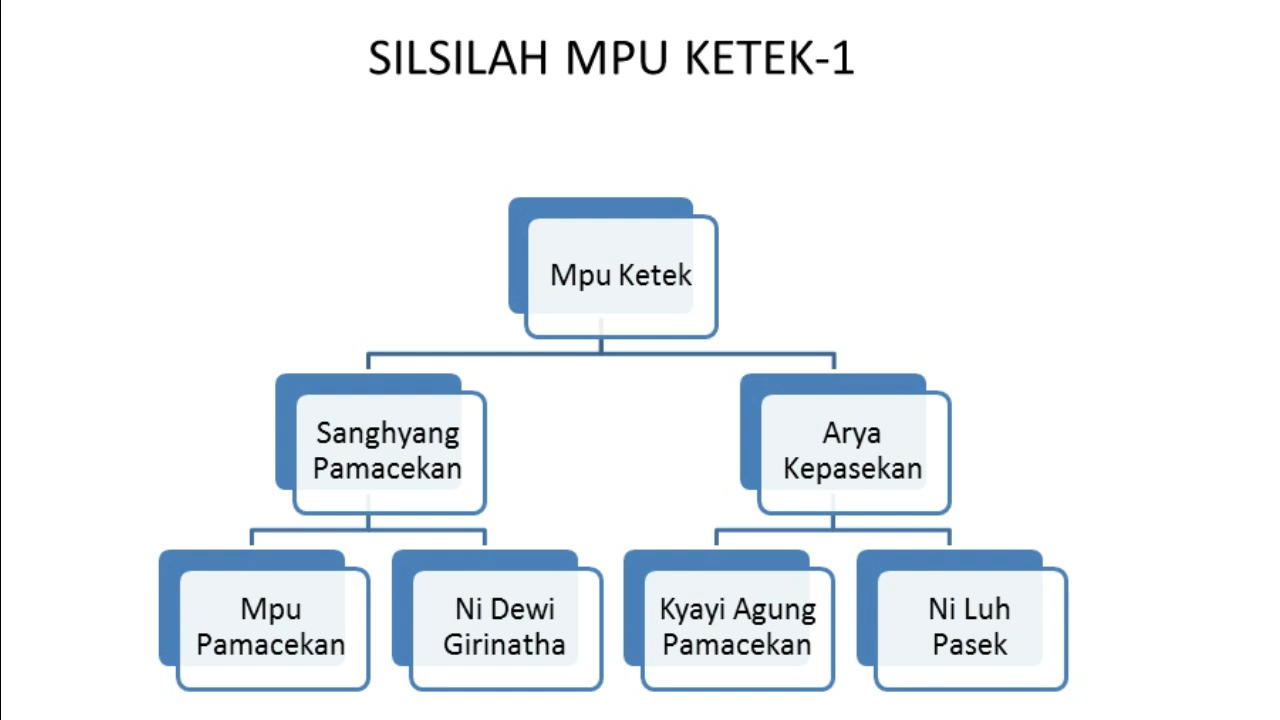 SILSILAH MPU KETEK-1
Mpu Ketek
Sanghyang
Pamacekan
Arya
Kepasekan
Mpu
Pamacekan
Ni Dewi
Girinatha
Kyayi Agung
Pamacekan
Ni Luh
Pasek